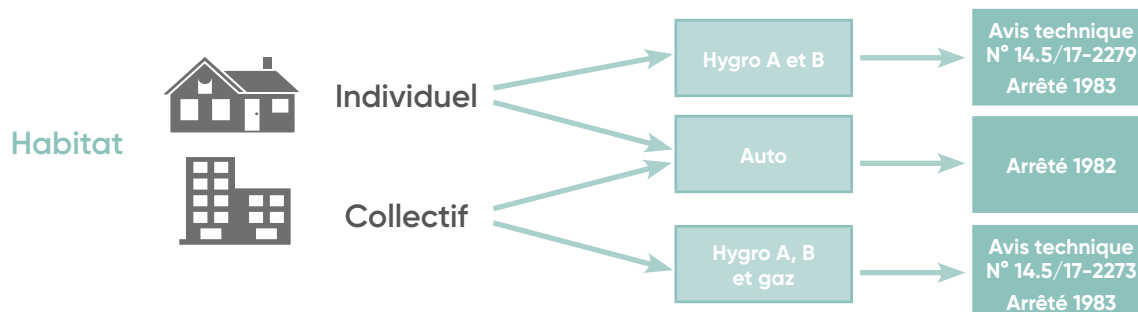 Habitat
Individuel
Collectif
Hygro A et B
Auto
Hygro A, B
et gaz
Avis technique
N° 14.5/17-2279
Arrêté 1983
Arrêté 1982
Avis technique
N° 14.5/17-2273
Arrêté 1983